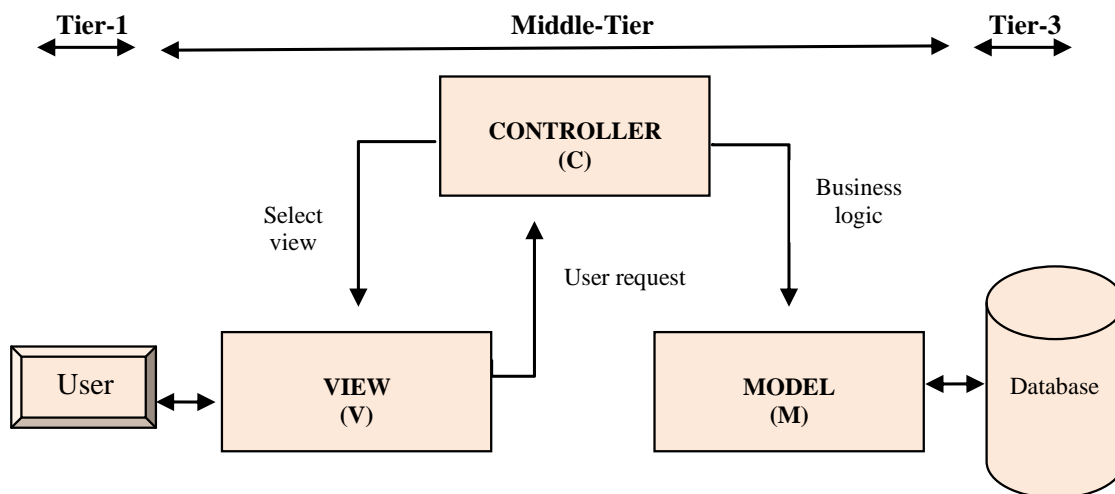 Tier-1
Middle-Tier
Tier-3
CONTROLLER
(C)
Select
view
Business
logic
User request
User
VIEW
(V)
MODEL
(M)
Database